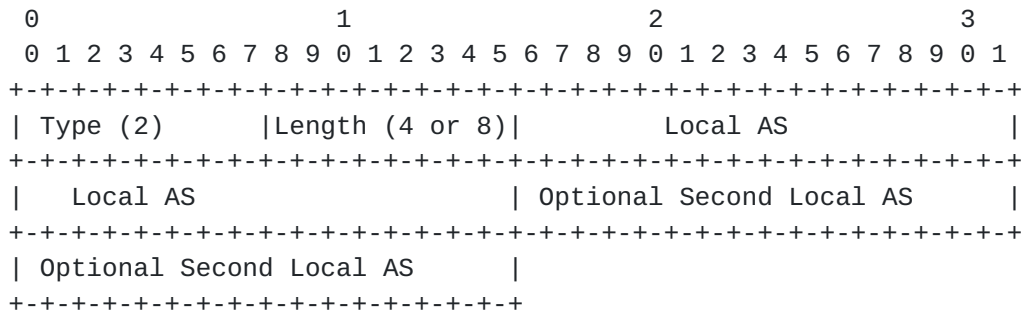 0                   1                   2                   3
 0 1 2 3 4 5 6 7 8 9 0 1 2 3 4 5 6 7 8 9 0 1 2 3 4 5 6 7 8 9 0 1
+-+-+-+-+-+-+-+-+-+-+-+-+-+-+-+-+-+-+-+-+-+-+-+-+-+-+-+-+-+-+-+-+
| Type (2)      |Length (4 or 8)|         Local AS              |
+-+-+-+-+-+-+-+-+-+-+-+-+-+-+-+-+-+-+-+-+-+-+-+-+-+-+-+-+-+-+-+-+
|   Local AS                    | Optional Second Local AS      |
+-+-+-+-+-+-+-+-+-+-+-+-+-+-+-+-+-+-+-+-+-+-+-+-+-+-+-+-+-+-+-+-+
| Optional Second Local AS      |
+-+-+-+-+-+-+-+-+-+-+-+-+-+-+-+-+